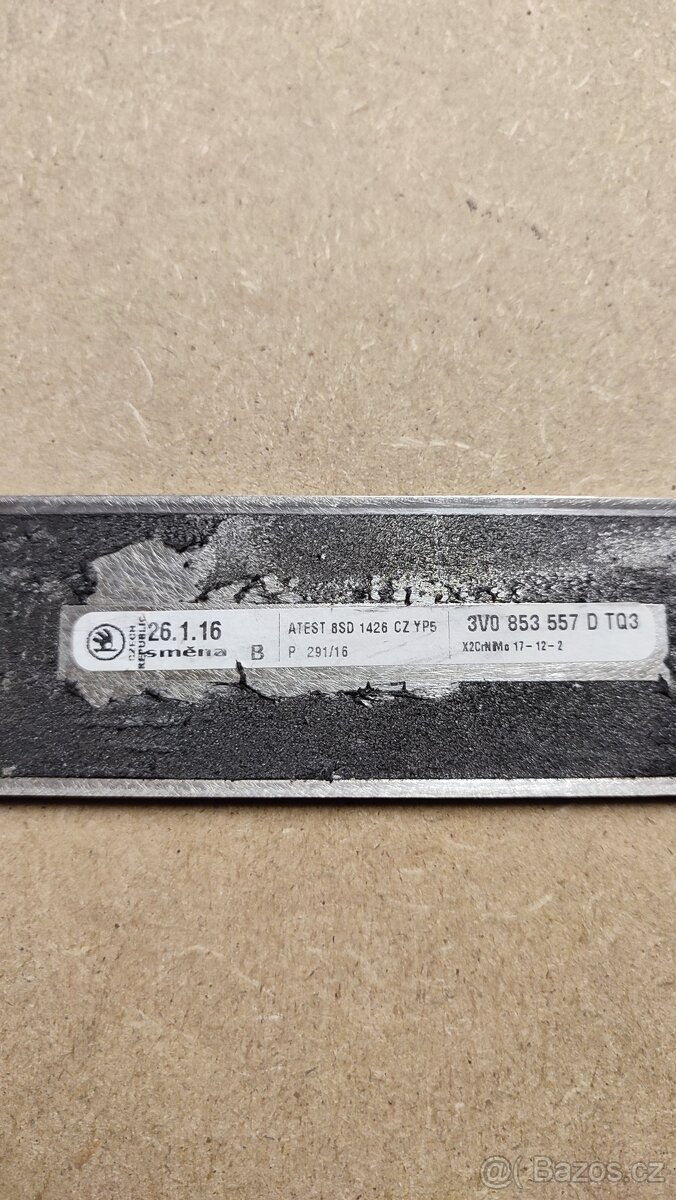 CZECH
REPUBLIC
26.1.16
směna B
ATEST 8SD 1426 CZ YP5
P 291/16
3V0 853 557 D TQ3
X2CrNiMo 17-12-2
@( Bazos.cz